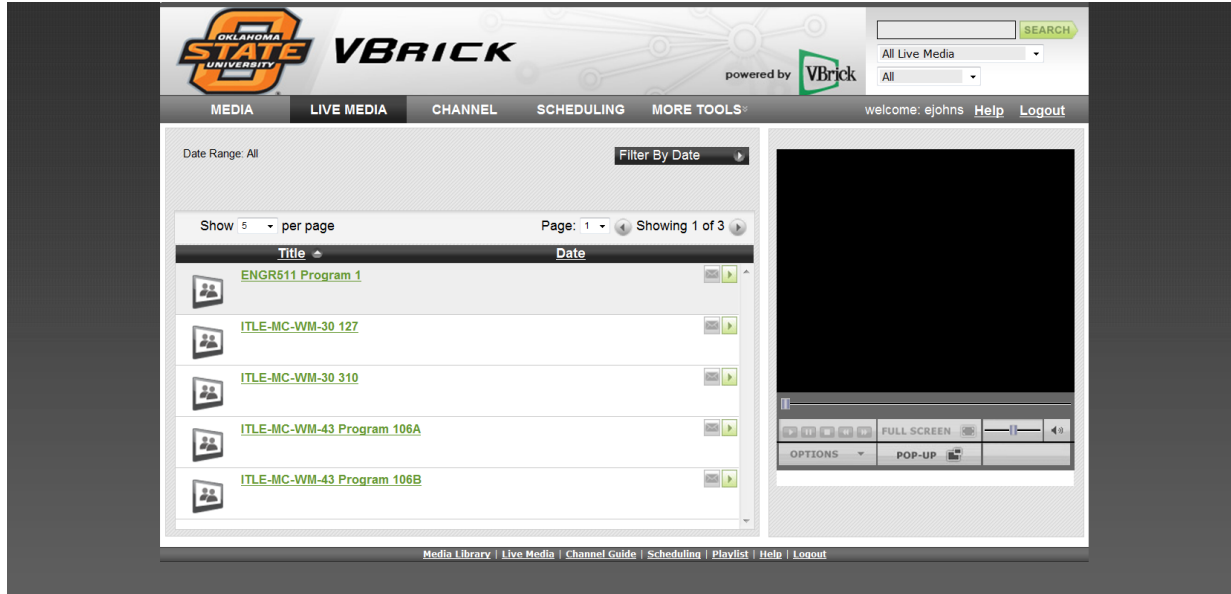 OKLAHOMA
STATE
UNIVERSITY
VBRICK
powered by VBrick
SEARCH
All Live Media
All
MEDIA LIVE MEDIA CHANNEL SCHEDULING MORE TOOLS welcome: ejohns Help Logout
Date Range: All
Filter By Date
Show 5 per page Page: 1 Showing 1 of 3
Title Date
ENGR511 Program 1
ITLE-MC-WM-30 127
ITLE-MC-WM-30 310
ITLE-MC-WM-43 Program 106A
ITLE-MC-WM-43 Program 106B
FULL SCREEN
OPTIONS POP-UP
Media Library | Live Media | Channel Guide | Scheduling | Playlist | Help | Logout